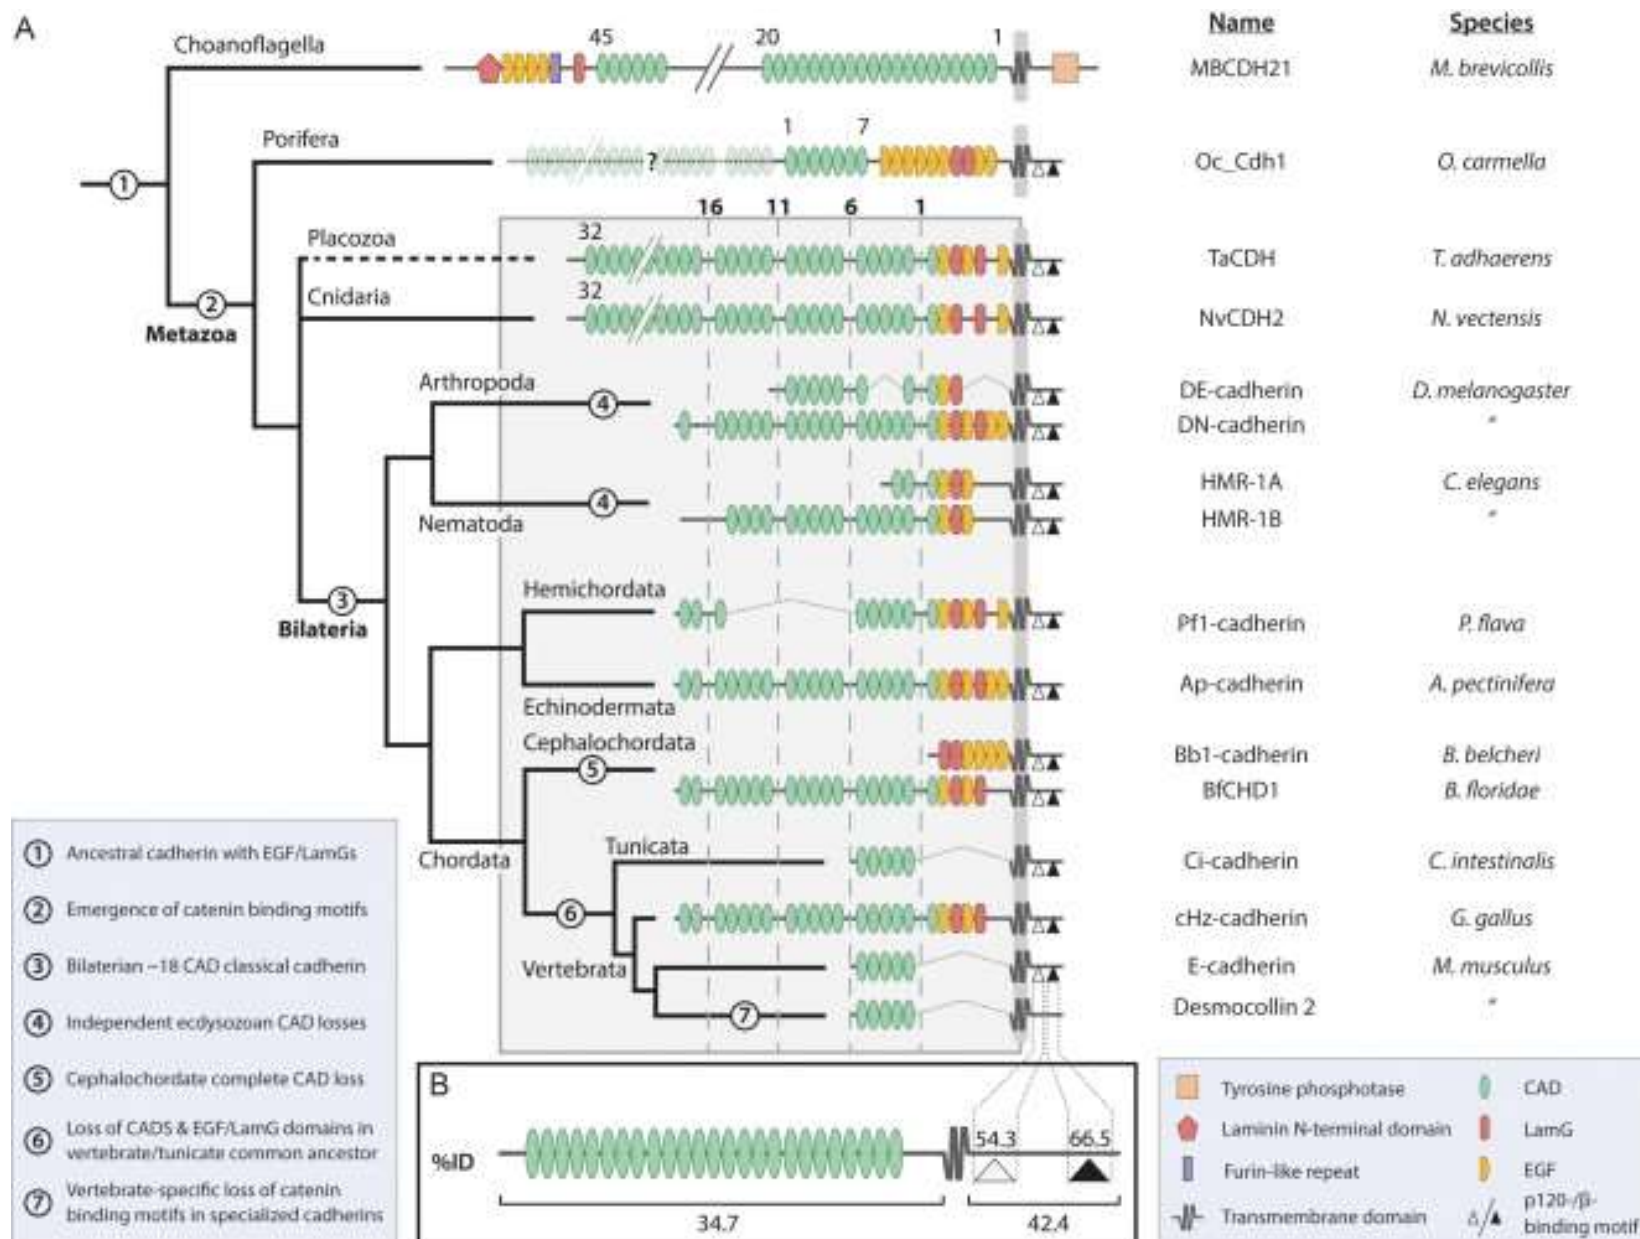 A
Name
Species
Choanoflagella
45
20
1
MBCDH21
M. brevicollis
Porifera
1
7
?
Oc_Cdh1
O. carmella
1
16
11
6
1
Placozoa
32
TaCDH
T. adhaerens
2
Cnidaria
32
NvCDH2
N. vectensis
Metazoa
Arthropoda
4
DE-cadherin
D. melanogaster
DN-cadherin
"
HMR-1A
C. elegans
4
Nematoda
HMR-1B
"
Hemichordata
3
Bilateria
Pf1-cadherin
P. flava
Ap-cadherin
A. pectinifera
Echinodermata
Cephalochordata
5
Bb1-cadherin
B. belcheri
BfCHD1
B. floridae
Chordata
Tunicata
Ci-cadherin
C. intestinalis
6
cHz-cadherin
G. gallus
Vertebrata
E-cadherin
M. musculus
7
Desmocollin 2
"
1 Ancestral cadherin with EGF/LamGs
2 Emergence of catenin binding motifs
3 Bilaterian ~18 CAD classical cadherin
4 Independent ecdysozoan CAD losses
5 Cephalochordate complete CAD loss
6 Loss of CADS & EGF/LamG domains in
vertebrate/tunicate common ancestor
7 Vertebrate-specific loss of catenin
binding motifs in specialized cadherins
B
%ID
54.3
66.5
34.7
42.4
Tyrosine phosphotase
CAD
Laminin N-terminal domain
LamG
Furin-like repeat
EGF
Transmembrane domain
p120-/β-
binding motif